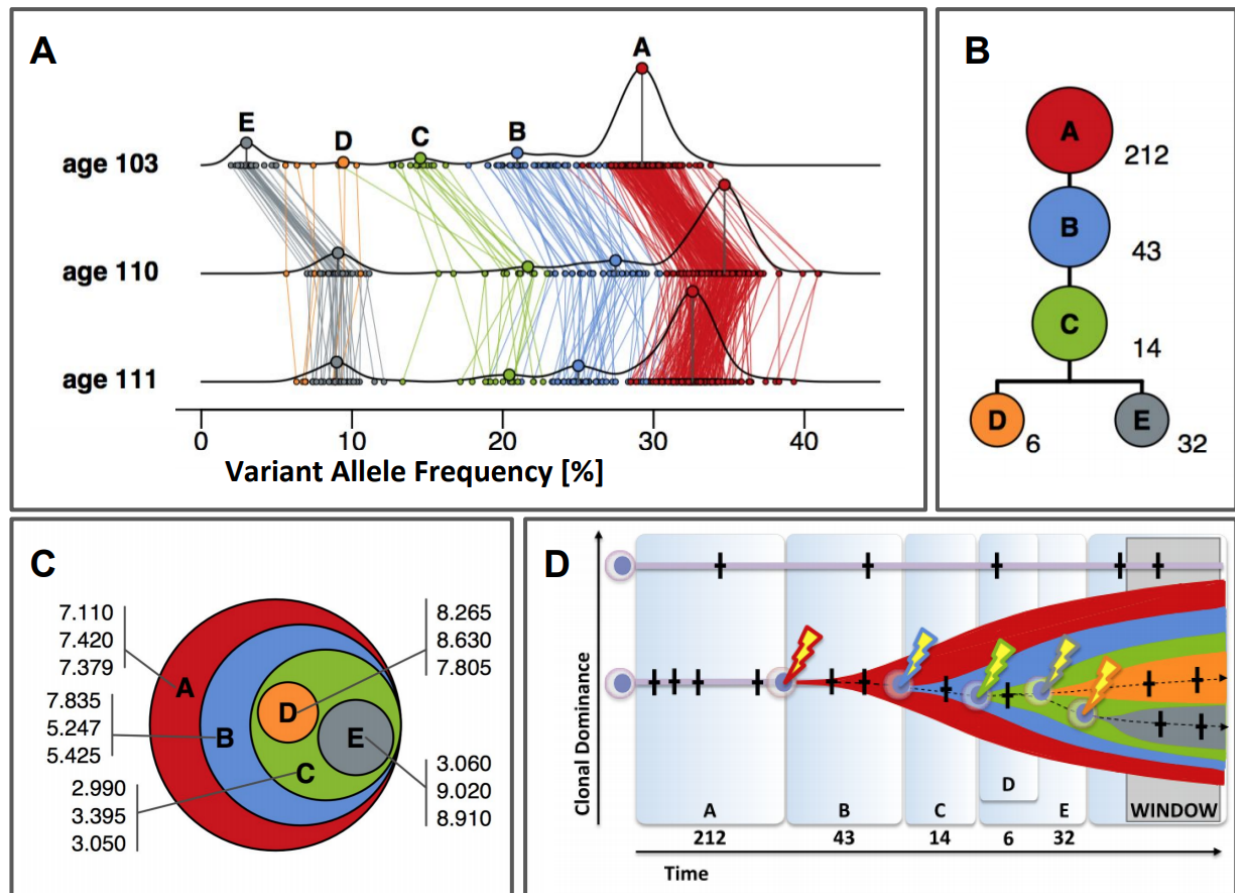 A
A
E
D
C
B
age 103
age 110
age 111
0
10
20
30
40
Variant Allele Frequency [%]
B
A
212
B
43
C
14
D
6
E
32
C
7.110
7.420
7.379
8.265
8.630
7.805
A
D
7.835
5.247
5.425
B
E
C
2.990
3.395
3.050
3.060
9.020
8.910
D
Clonal Dominance
D
A
B
C
E
WINDOW
212
43
14
6
32
Time